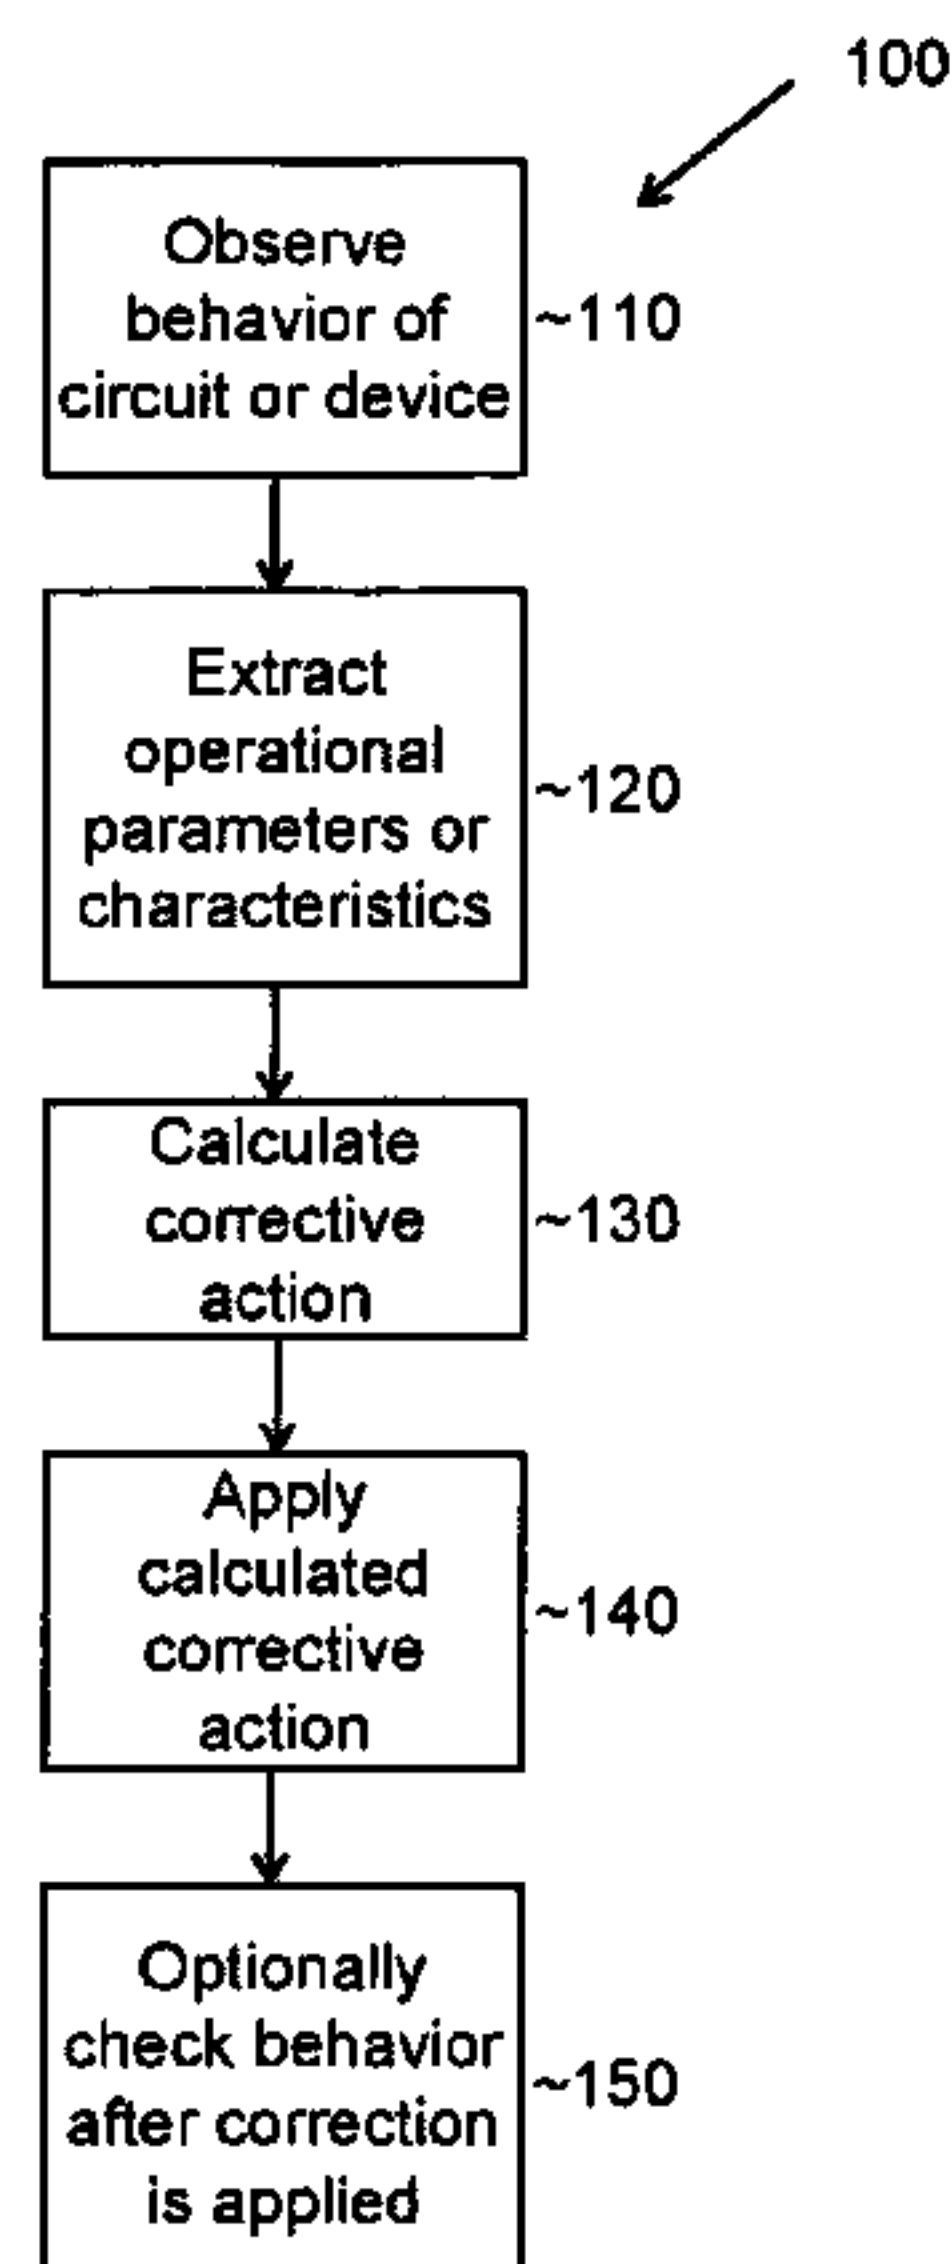 100
Observe
behavior of
circuit or device
~110
Extract
operational
parameters or
characteristics
~120
Calculate
corrective
action
~130
Apply
calculated
corrective
action
~140
Optionally
check behavior
after correction
is applied
~150